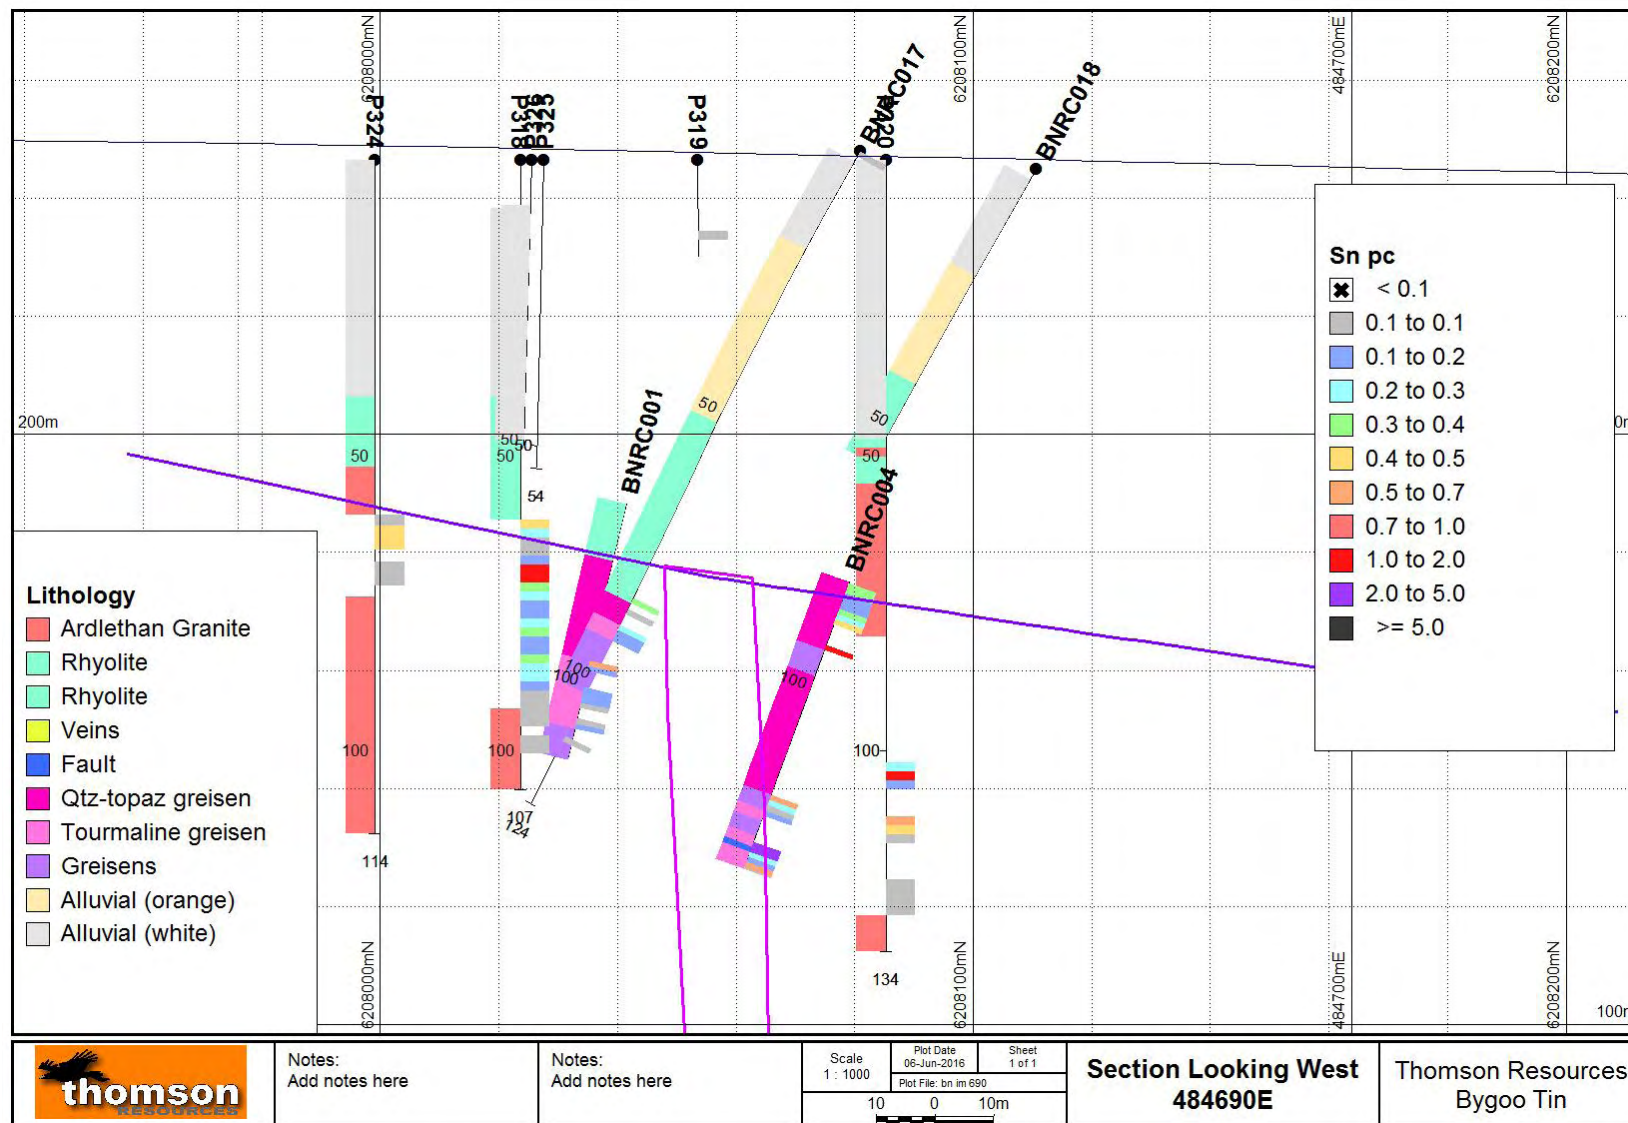 6208000mN
6208100mN
484700mE
6208200mN
P324
P318
P325
P319
BNRC017
BNRC018
200m
50
50
50
50
50
50
50
54
BNRC001
BNRC004
100
100
100
100
100
100
107
124
114
134
Sn pc
< 0.1
0.1 to 0.1
0.1 to 0.2
0.2 to 0.3
0.3 to 0.4
0.4 to 0.5
0.5 to 0.7
0.7 to 1.0
1.0 to 2.0
2.0 to 5.0
>= 5.0
Lithology
Ardlethan Granite
Rhyolite
Rhyolite
Veins
Fault
Qtz-topaz greisen
Tourmaline greisen
Greisens
Alluvial (orange)
Alluvial (white)
6208000mN
6208100mN
484700mE
6208200mN
thomson
RESOURCES
Notes:
Add notes here
Notes:
Add notes here
Scale
1 : 1000
Plot Date
06-Jun-2016
Sheet
1 of 1
Plot File: bn im 690
10 0 10m
Section Looking West
484690E
Thomson Resources
Bygoo Tin